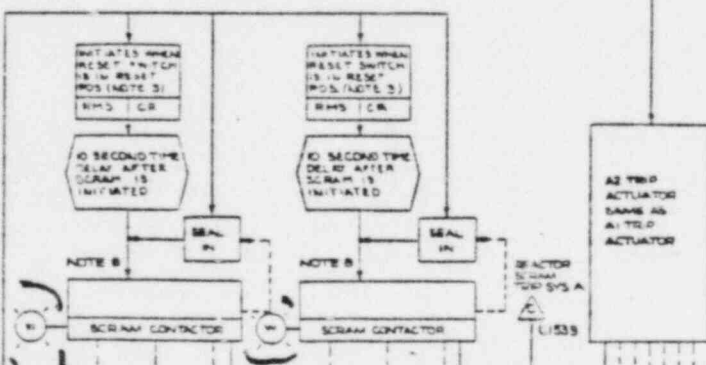 INITIATES WHEN
RESET SWITCH
IS IN RESET
POS. (NOTE 3)
RMS CR
10 SECOND TIME
DELAY AFTER
SCRAM IS
INITIATED
SEAL
IN
NOTE 8
SCRAM CONTACTOR
INITIATES WHEN
RESET SWITCH
IS IN RESET
POS. (NOTE 3)
RMS CR
10 SECOND TIME
DELAY AFTER
SCRAM IS
INITIATED
SEAL
IN
NOTE 8
W
SCRAM CONTACTOR
REACTOR
SCRAM
TRIP SYS A
C
L1539
A2 TRIP
ACTUATOR
SAME AS
A1 TRIP
ACTUATOR